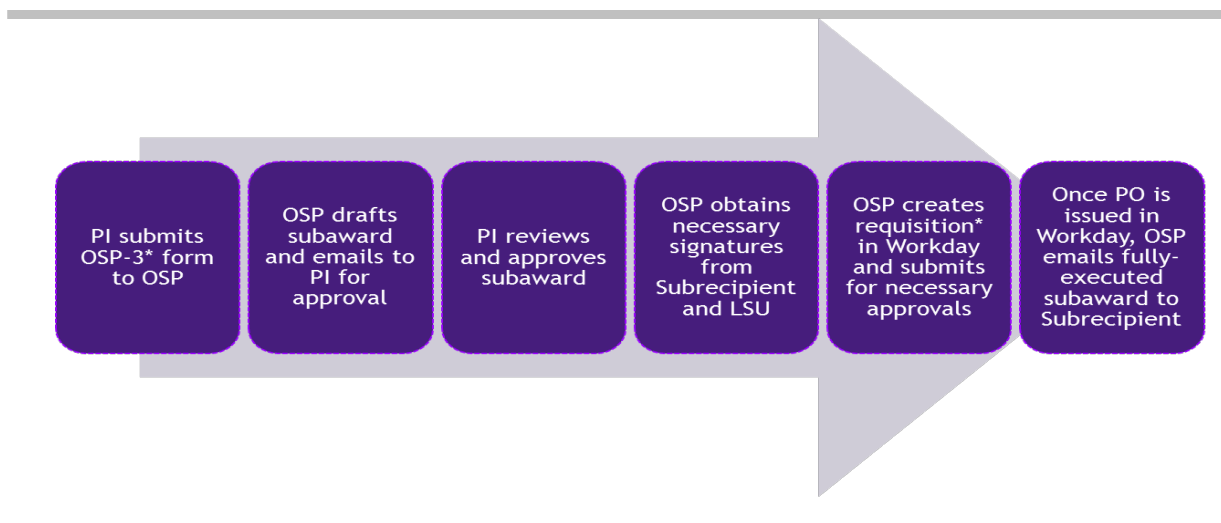 PI submits
OSP-3* form
to OSP
OSP drafts
subaward
and emails to
PI for
approval
PI reviews
and approves
subaward
OSP obtains
necessary
signatures
from
Subrecipient
and LSU
OSP creates
requisition*
in Workday
and submits
for necessary
approvals
Once PO is
issued in
Workday, OSP
emails fully-
executed
subaward to
Subrecipient